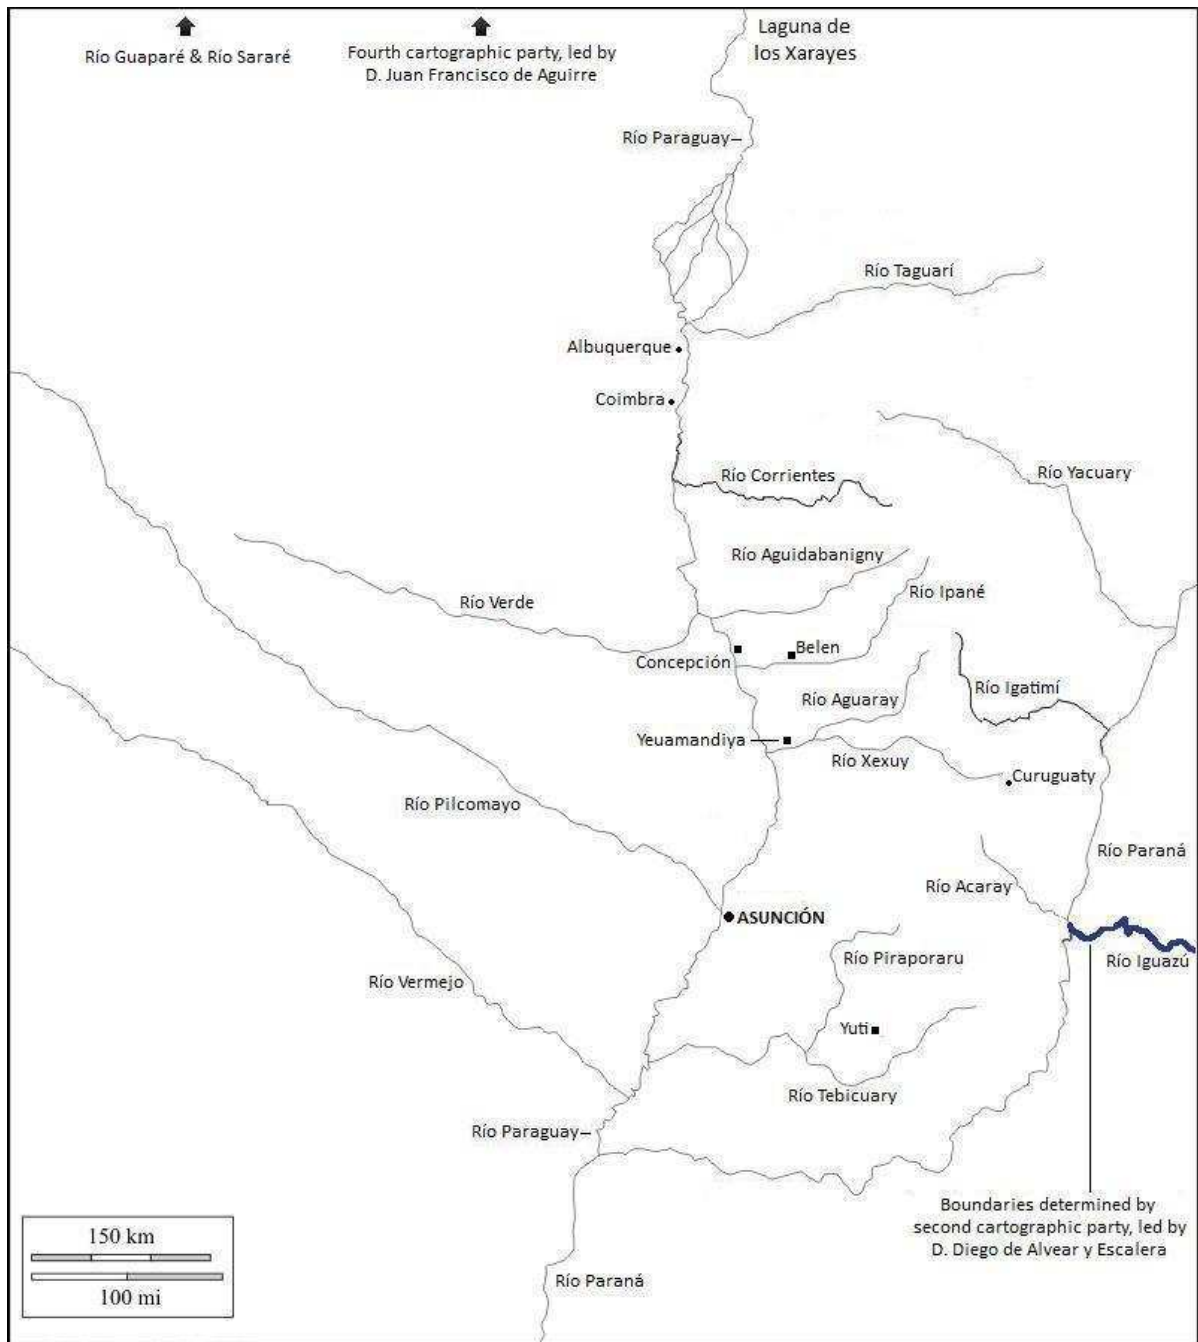 Laguna de
los Xarayes
Río Guaparé & Río Sararé
Fourth cartographic party, led by
D. Juan Francisco de Aguirre
Río Paraguay
Río Taguarí
Albuquerque
Coimbra
Río Corrientes
Río Yacuary
Río Aguidabanigny
Río Ipané
Río Verde
Belen
Concepción
Río Igatimí
Río Aguaray
Yeuamandiya
Río Xexuy
Curuguaty
Río Pilcomayo
Río Paraná
Río Acaray
ASUNCIÓN
Río Piraporaru
Río Iguazú
Río Vermejo
Yuti
Río Tebicuary
Río Paraguay
Boundaries determined by
second cartographic party, led by
D. Diego de Alvear y Escalera
150 km
100 mi
Río Paraná